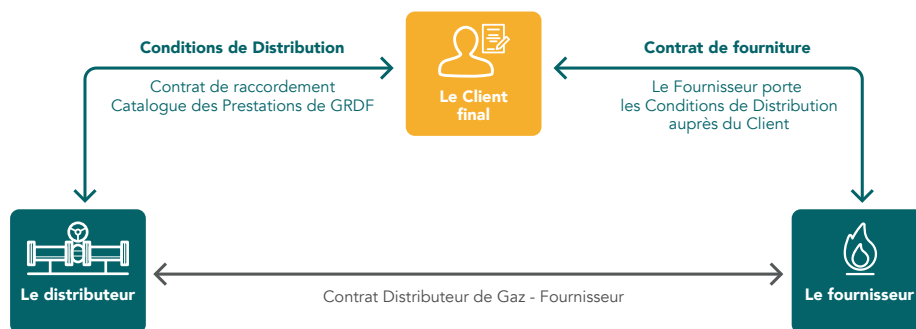 Conditions de Distribution
Contrat de raccordement
Catalogue des Prestations de GRDF
Le Client
final
Contrat de fourniture
Le Fournisseur porte
les Conditions de Distribution
auprès du Client
Le distributeur
Contrat Distributeur de Gaz - Fournisseur
Le fournisseur